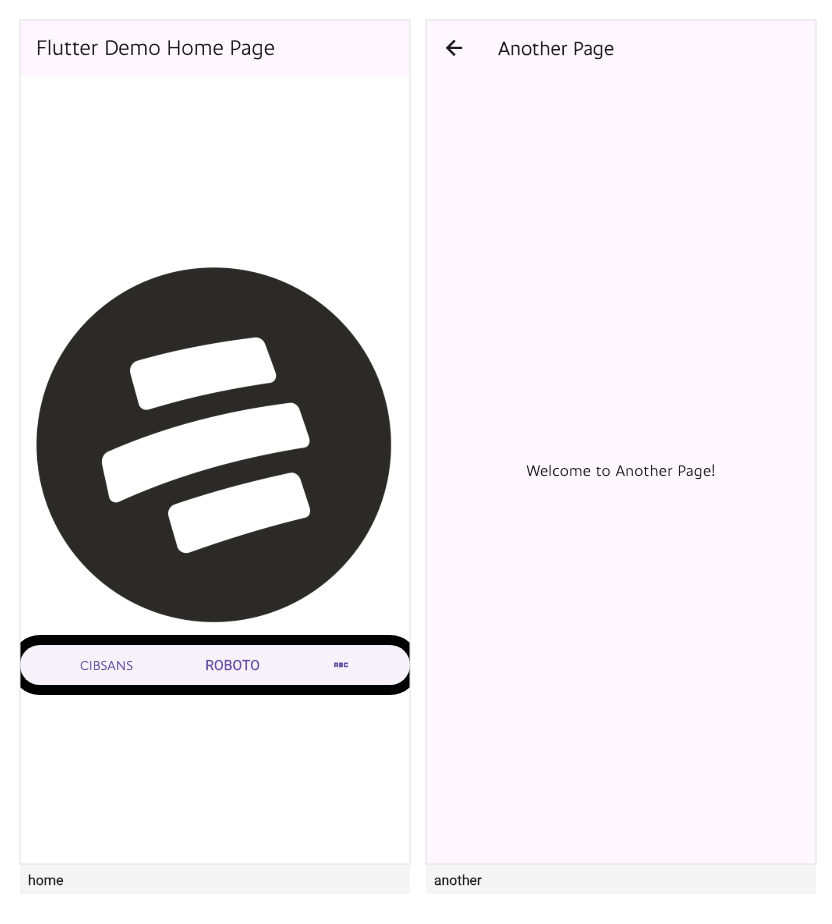 Flutter Demo Home Page
CIBSANS ROBOTO ABC
home
Another Page
Welcome to Another Page!
another